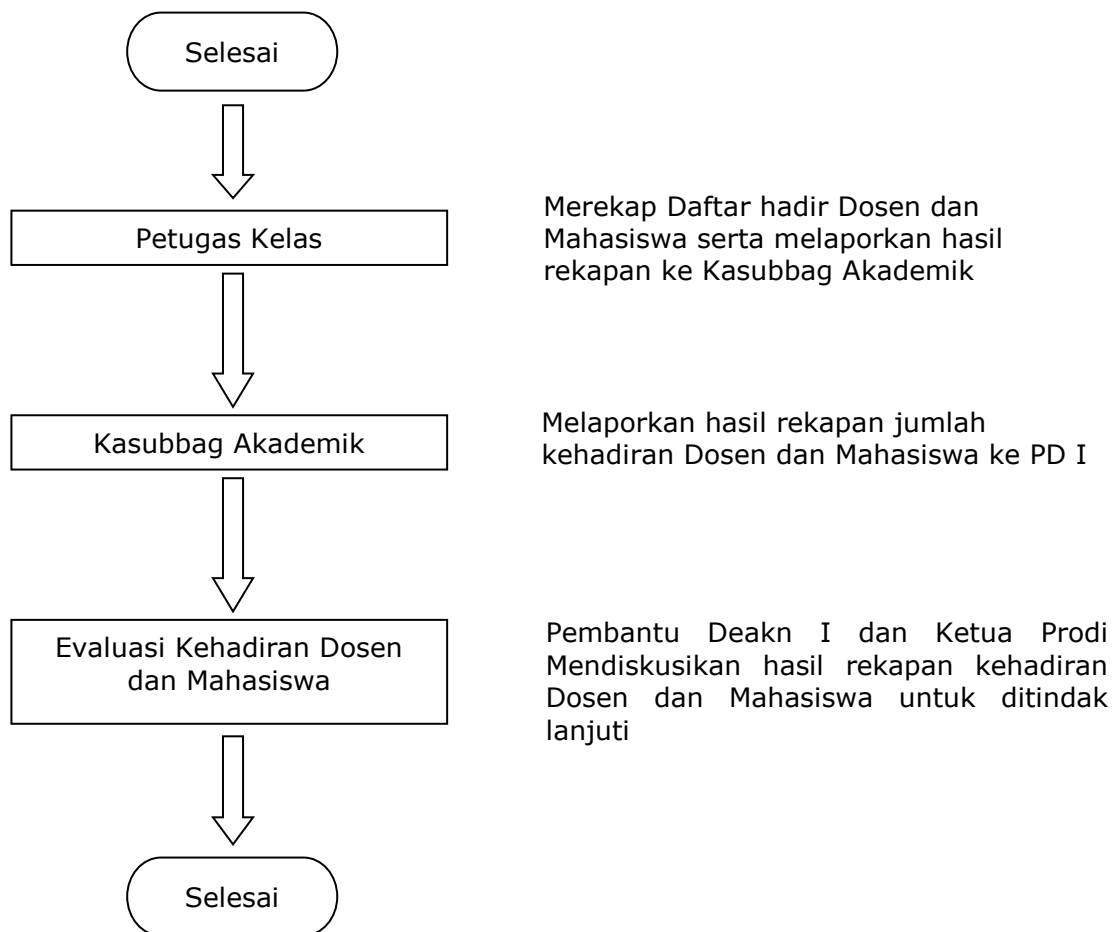 Selesai
Petugas Kelas
Merekap Daftar hadir Dosen dan
Mahasiswa serta melaporkan hasil
rekapan ke Kasubbag Akademik
Kasubbag Akademik
Melaporkan hasil rekapan jumlah
kehadiran Dosen dan Mahasiswa ke PD I
Evaluasi Kehadiran Dosen
dan Mahasiswa
Pembantu Deakn I dan Ketua Prodi
Mendiskusikan hasil rekapan kehadiran
Dosen dan Mahasiswa untuk ditindak
lanjuti
Selesai